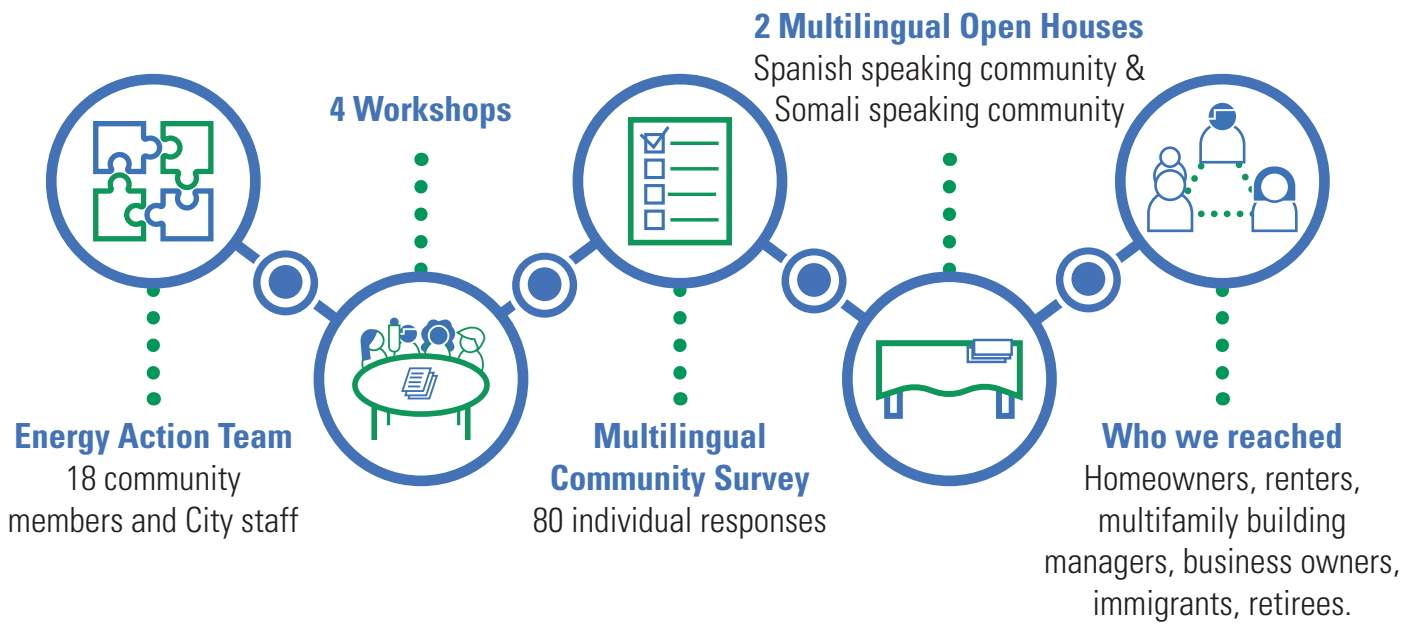 Energy Action Team
18 community
members and City staff
4 Workshops
Multilingual
Community Survey
80 individual responses
2 Multilingual Open Houses
Spanish speaking community &
Somali speaking community
Who we reached
Homeowners, renters,
multifamily building
managers, business owners,
immigrants, retirees.